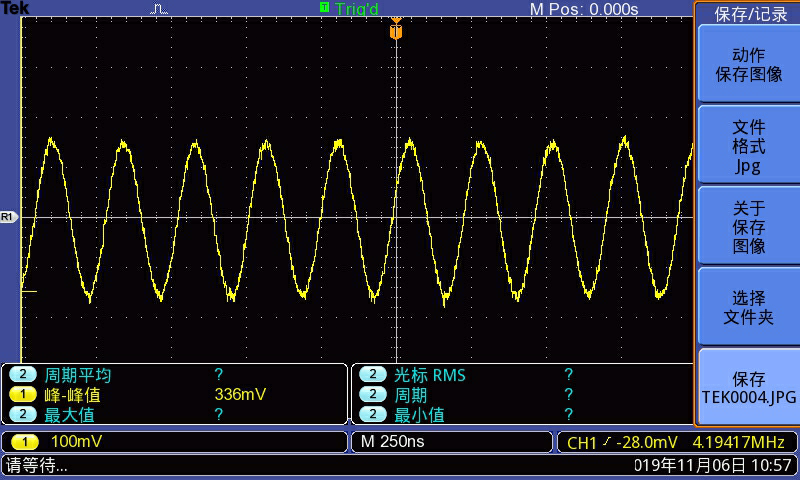 Tek Trig'd M Pos: 0.000s
保存/记录
动作
保存图像
文件
格式
Jpg
关于
保存
图像
选择
文件夹
保存
TEK0004.JPG
T
T
R1
2 周期平均 ?
1 峰-峰值 336mV
2 最大值 ?
2 光标 RMS ?
2 周期 ?
2 最小值 ?
1 100mV
M 250ns
CH1 -28.0mV 4.19417MHz
请等待...
019年11月06日 10:57